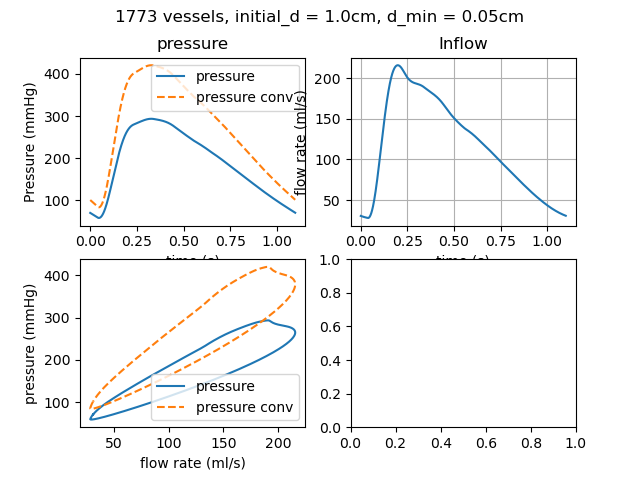 1773 vessels, initial_d = 1.0cm, d_min = 0.05cm
pressure
Pressure (mmHg)
400
300
200
100
0.00 0.25 0.50 0.75 1.00
time (s)
pressure
pressure conv
Inflow
flow rate (ml/s)
200
150
100
50
0.00 0.25 0.50 0.75 1.00
time (s)
pressure (mmHg)
400
300
200
100
50 100 150 200
flow rate (ml/s)
pressure
pressure conv
1.0
0.8
0.6
0.4
0.2
0.0
0.0 0.2 0.4 0.6 0.8 1.0